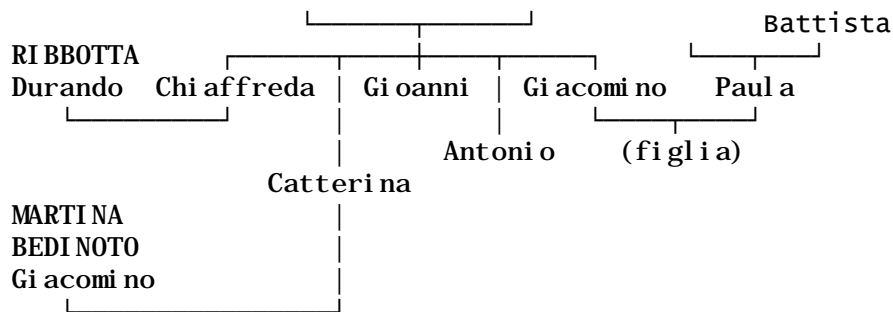 Battista
RIBBOTTA
Durando Chiaffreda Gioanni Giacomino Paula
Antonio (figlia)
Catterina
MARTINA
BEDINOTO
Giacomino